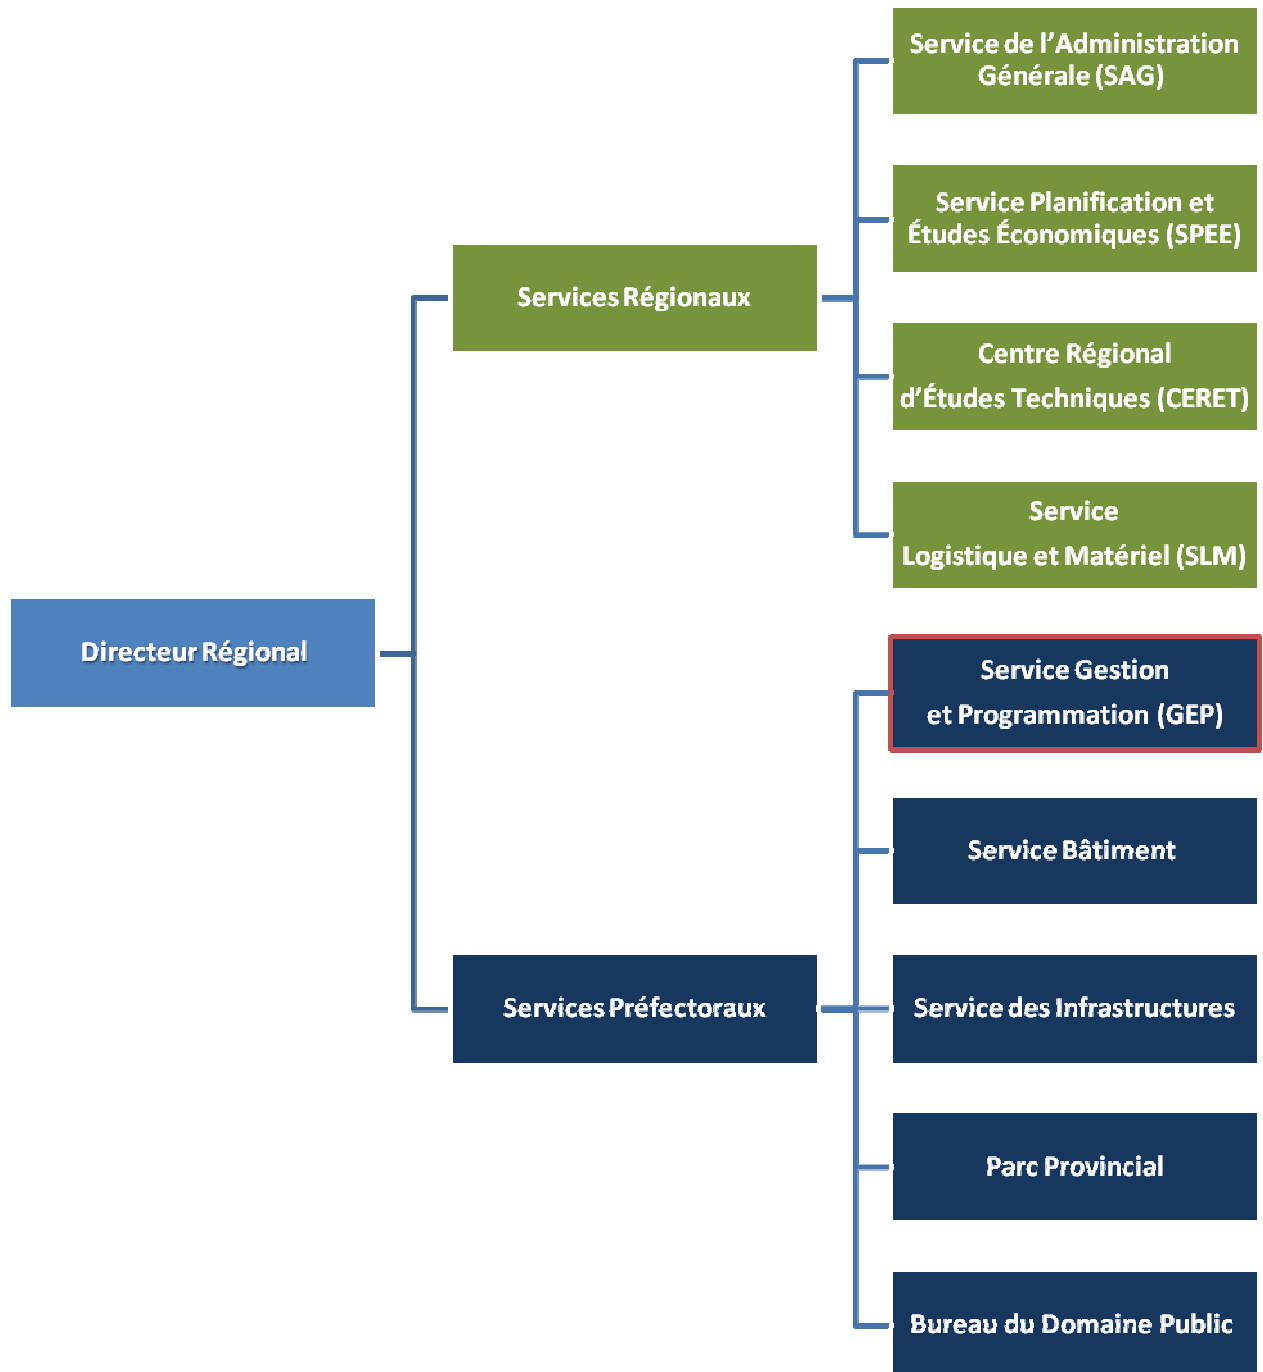 Service de l'Administration
Générale (SAG)
Service Planification et
Études Économiques (SPEE)
Services Régionaux
Centre Régional
d'Études Techniques (CERET)
Service
Logistique et Matériel (SLM)
Directeur Régional
Service Gestion
et Programmation (GEP)
Service Bâtiment
Services Préfectoraux
Service des Infrastructures
Parc Provincial
Bureau du Domaine Public